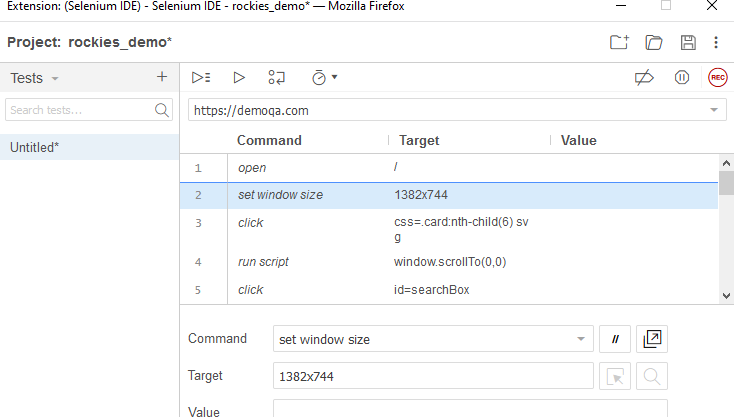 Extension: (Selenium IDE) - Selenium IDE - rockies_demo* — Mozilla Firefox
Project: rockies_demo*
Tests
Search tests...
Untitled*
REC
https://demoqa.com
Command Target Value
1 open /
2 set window size 1382x744
3 click css=.card:nth-child(6) sv
g
4 run script window.scrollTo(0,0)
5 click id=searchBox
Command set window size //
Target 1382x744
Value